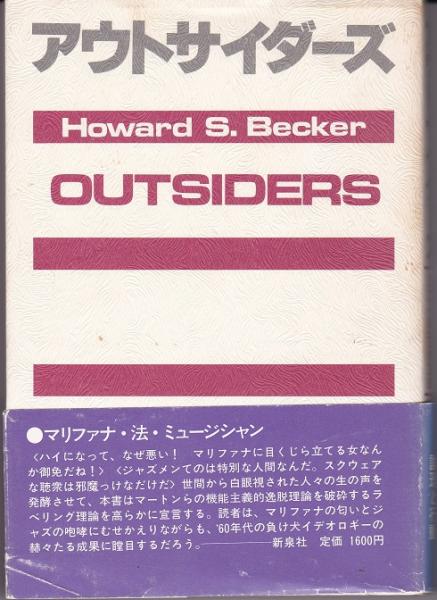 アウトサイダーズ
Howard S. Becker
OUTSIDERS
●マリファナ・法・ミュージシャン
〈ハイになって、なぜ悪い! マリファナに目くじら立てる女なん
か御免だね!〉〈ジャズメンてのは特別な人間なんだ。スクウェア
な聴衆は邪魔っけなだけだ〉世間から白眼視された人々の生の声を
発酵させて、本書はマートンらの機能主義的逸脱理論を破砕するラ
ベリング理論を高らかに宣言する。読者は、マリファナの匂いとジ
ャズの咆哮にむせかえりながらも、'60年代の負け犬イデオロギーの
赫々たる成果に瞠目するだろう。———新泉社 定価 1600円